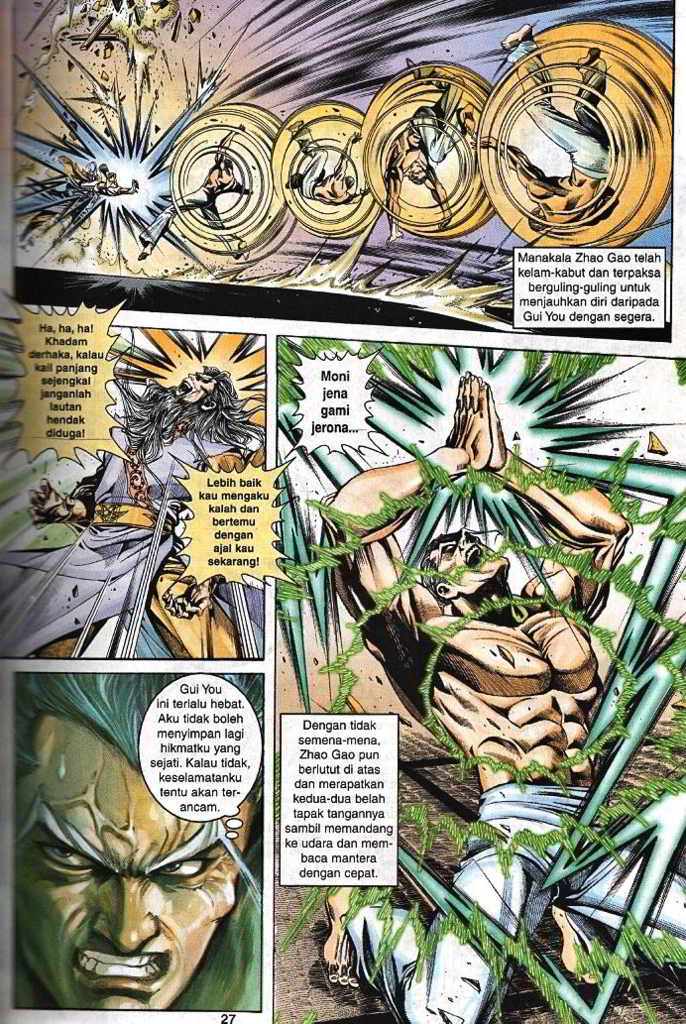 Manakala Zhao Gao telah
kelam-kabut dan terpaksa
berguling-guling untuk
menjauhkan diri daripada
Gui You dengan segera.
Ha, ha, ha!
Khadam
derhaka, kalau
kail panjang
sejengkal
janganlah
lautan
hendak
diduga!
Lebih baik
kau mengaku
kalah dan
bertemu
dengan
ajal kau
sekarang!
Moni
jena
gami
jerona...
Gui You
ini terlalu hebat.
Aku tidak boleh
menyimpan lagi
hikmatku yang
sejati. Kalau tidak,
keselamatanku
tentu akan ter-
ancam.
Dengan tidak
semena-mena,
Zhao Gao pun
berlutut di atas
dan merapatkan
kedua-dua belah
tapak tangannya
sambil memandang
ke udara dan mem-
baca mantera
dengan cepat.
27